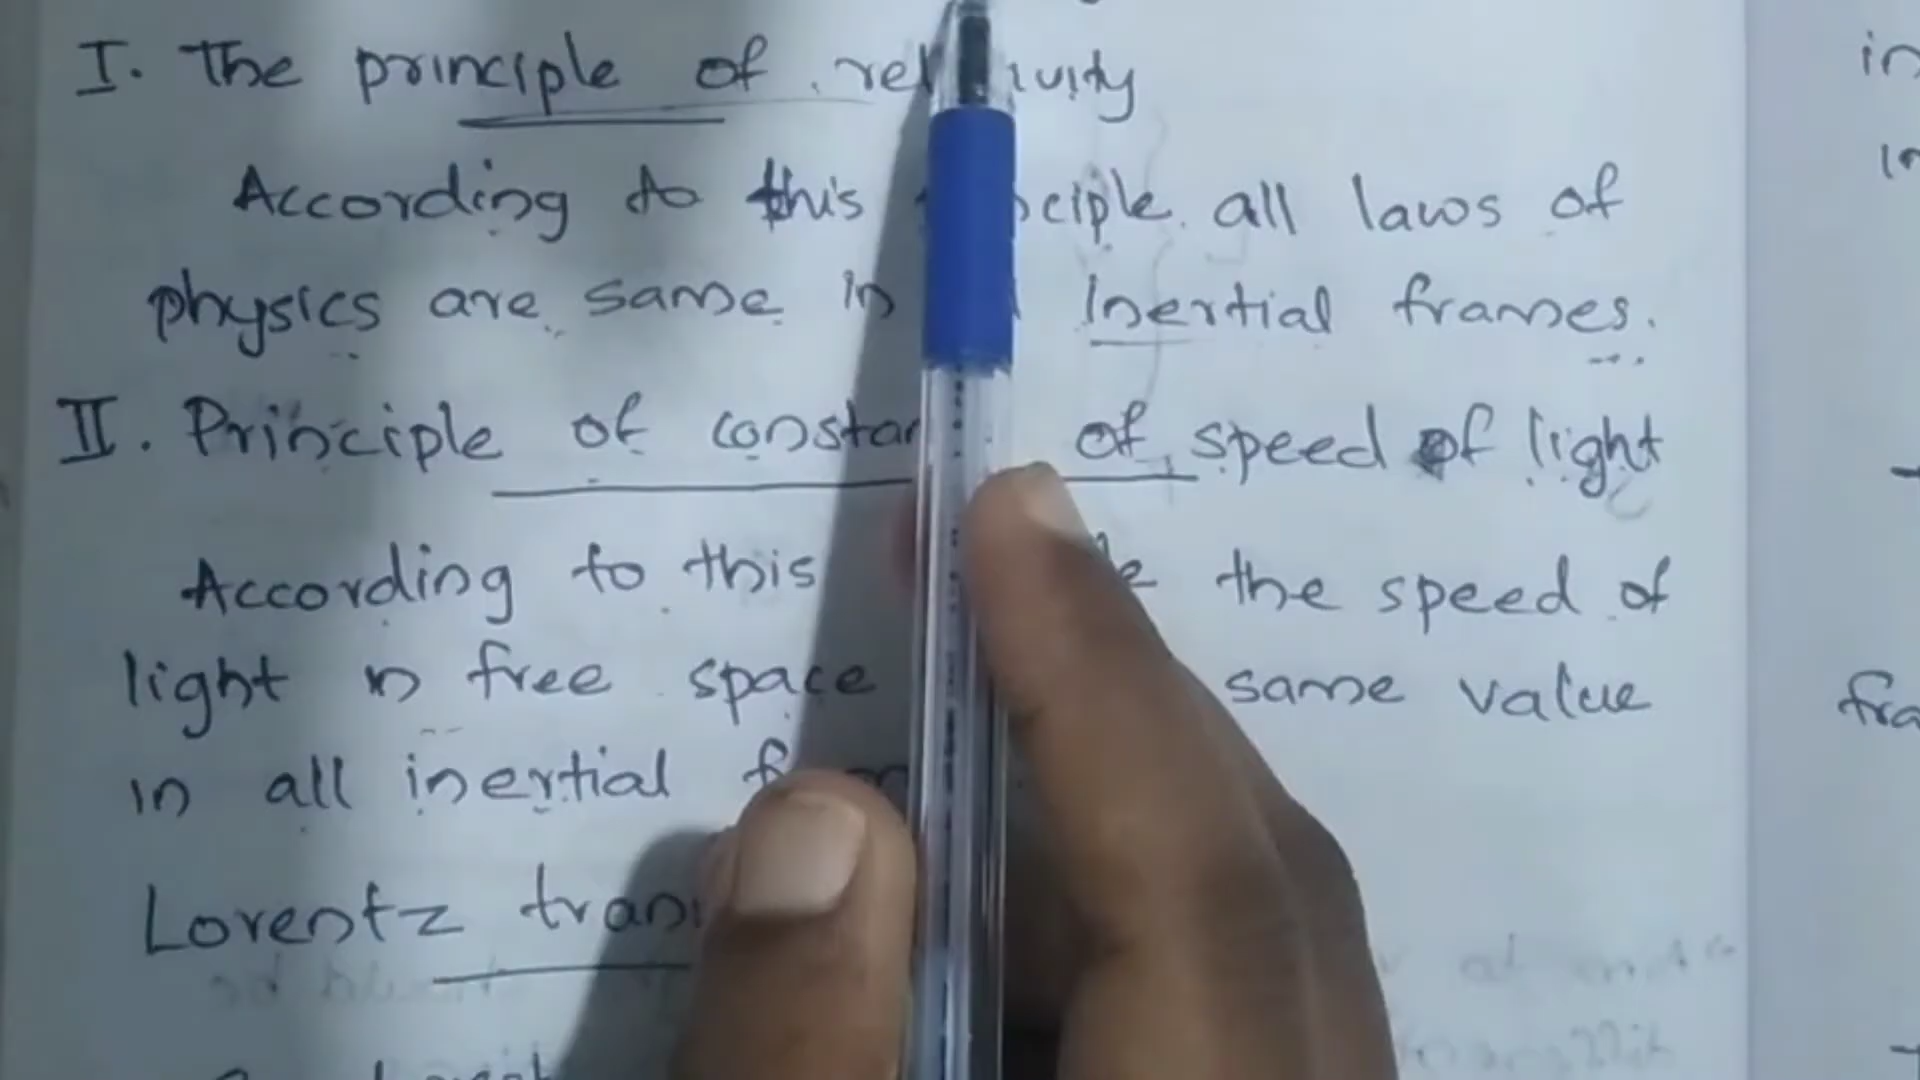 I. The principle of
According to this all laws of
physics are same in inertial frames.
II. Principle of of speed of light
According to this the speed of
light in free space same value
in all inertial
Lorentz
in
in